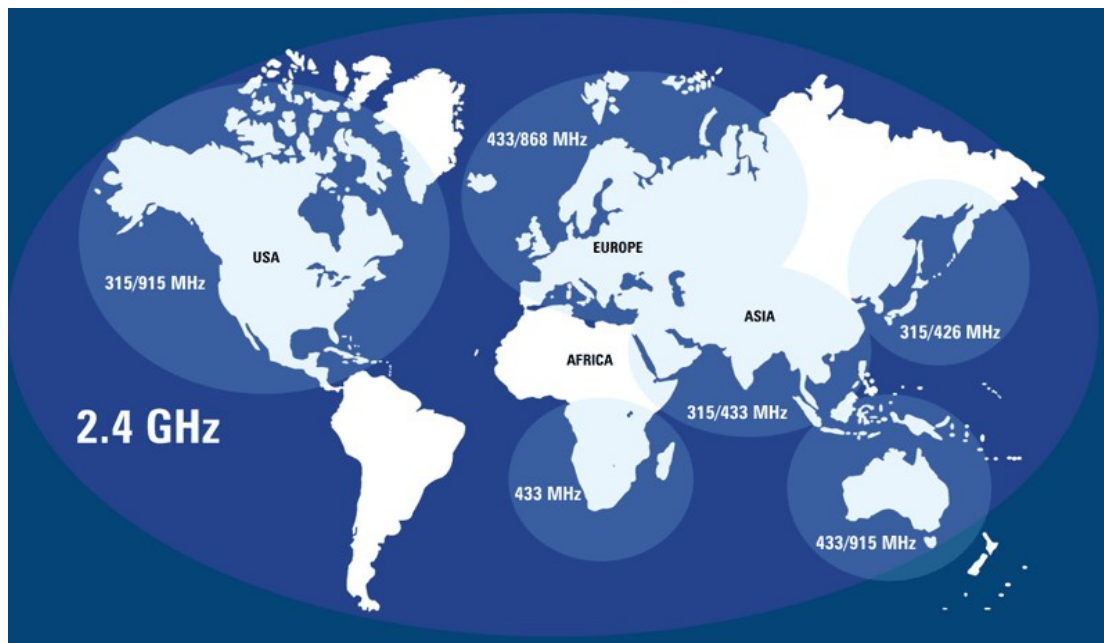 433/868 MHz
USA
EUROPE
315/915 MHz
ASIA
315/426 MHz
AFRICA
2.4 GHz
315/433 MHz
433 MHz
433/915 MHz